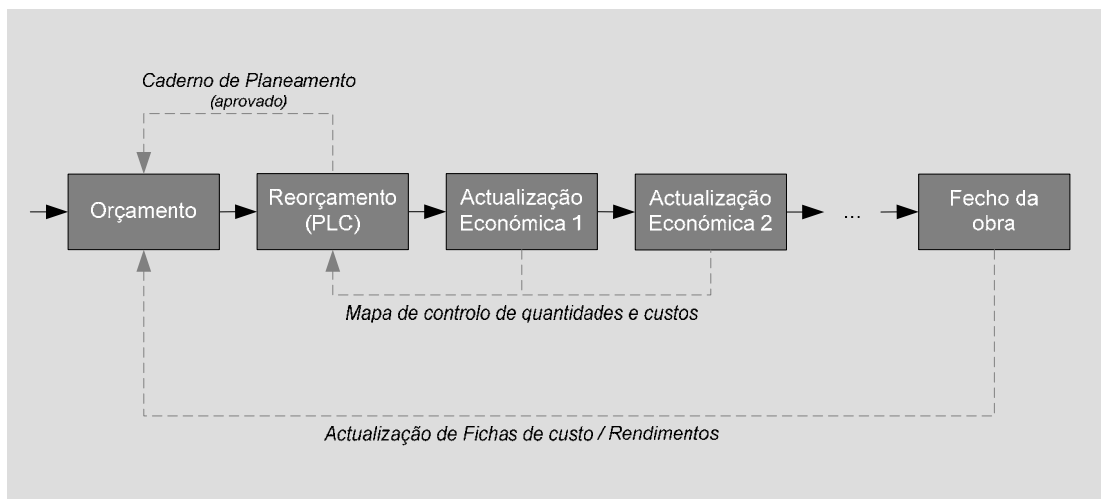 Caderno de Planeamento
(aprovado)
Orçamento
Reorçamento
(PLC)
Actualização
Económica 1
Actualização
Económica 2
...
Fecho da
obra
Mapa de controlo de quantidades e custos
Actualização de Fichas de custo / Rendimentos